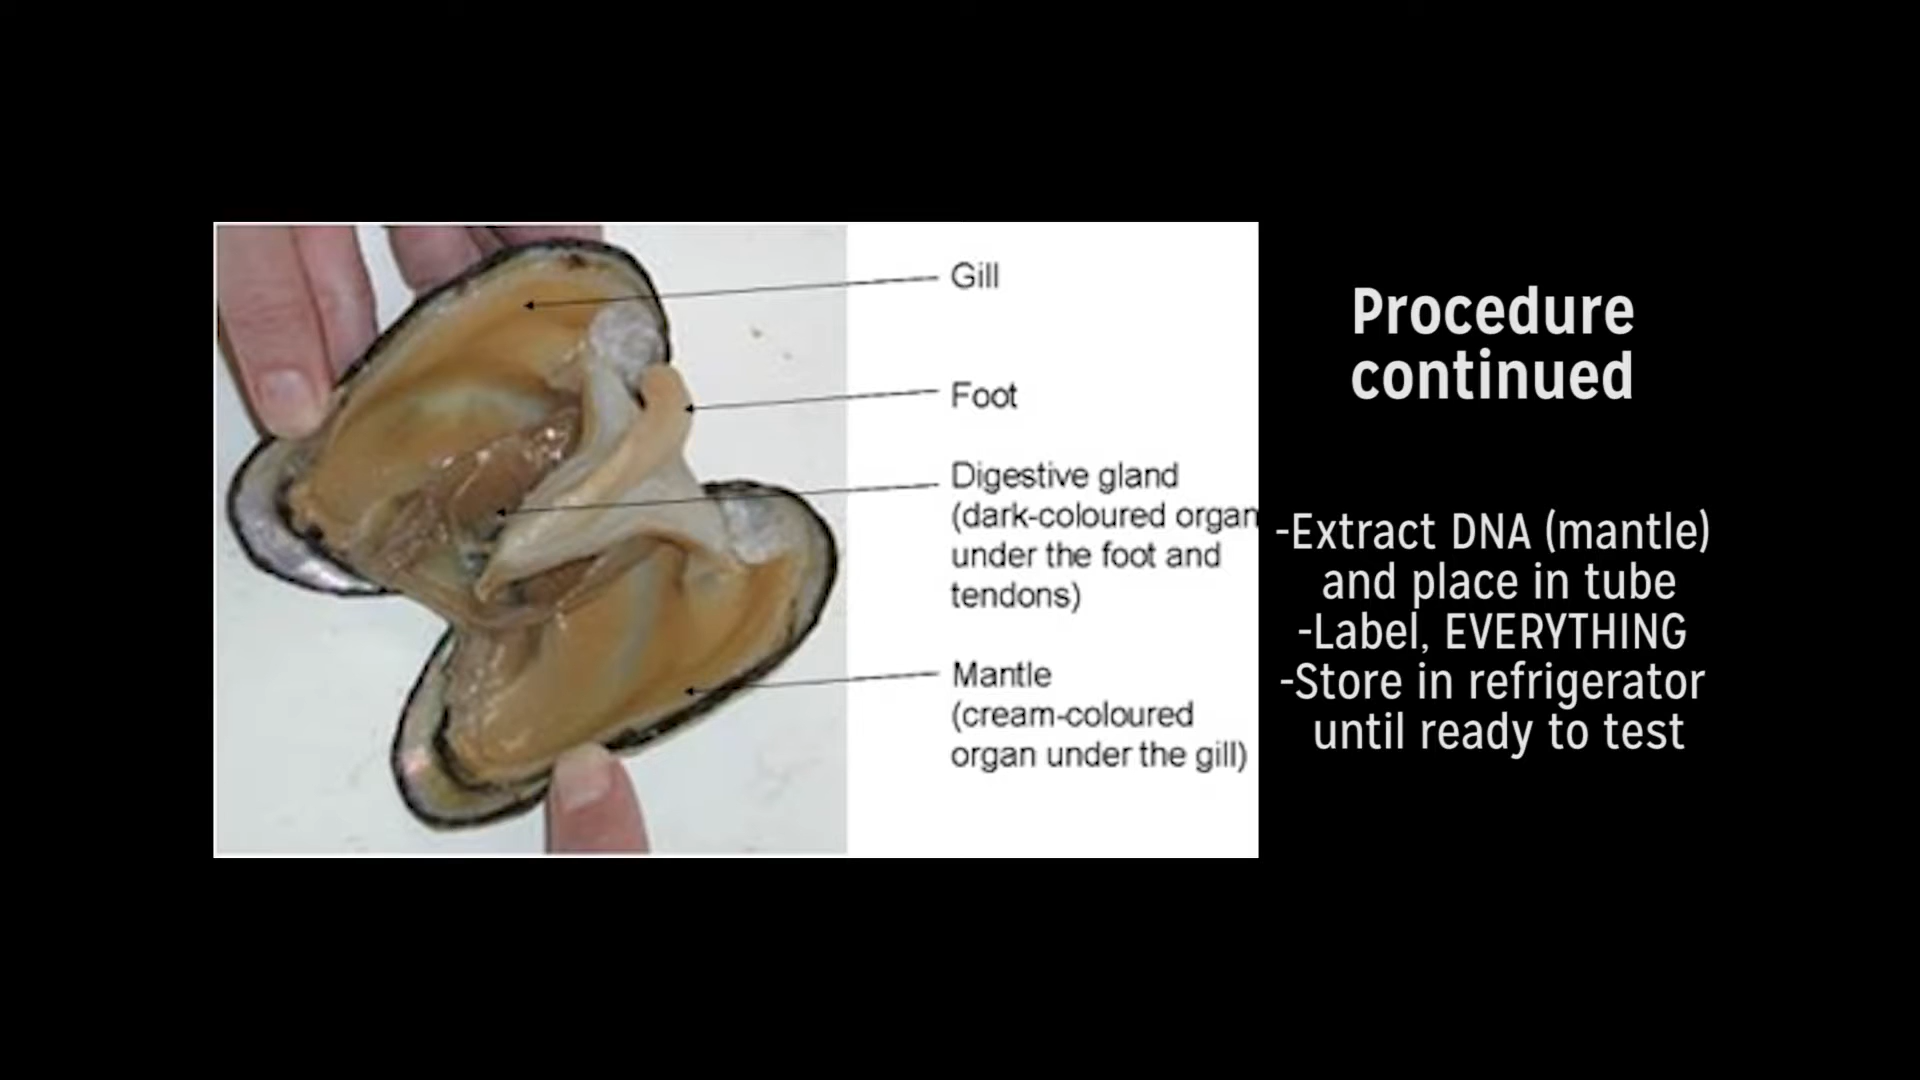 Gill
Foot
Digestive gland
(dark-coloured organ
under the foot and
tendons)
Mantle
(cream-coloured
organ under the gill)
Procedure
continued
-Extract DNA (mantle)
and place in tube
-Label, EVERYTHING
-Store in refrigerator
until ready to test